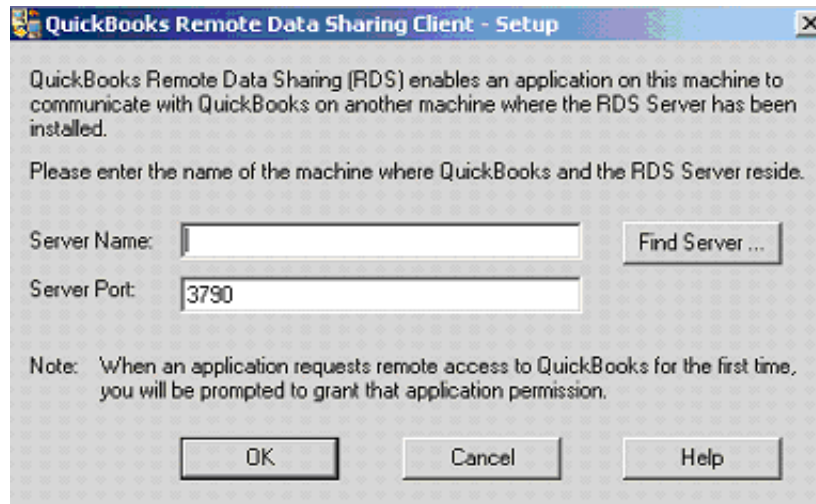 QuickBooks Remote Data Sharing Client - Setup
QuickBooks Remote Data Sharing (RDS) enables an application on this machine to
communicate with QuickBooks on another machine where the RDS Server has been
installed.
Please enter the name of the machine where QuickBooks and the RDS Server reside.
Server Name:
Find Server ...
Server Port:
3790
Note: When an application requests remote access to QuickBooks for the first time,
you will be prompted to grant that application permission.
OK
Cancel
Help